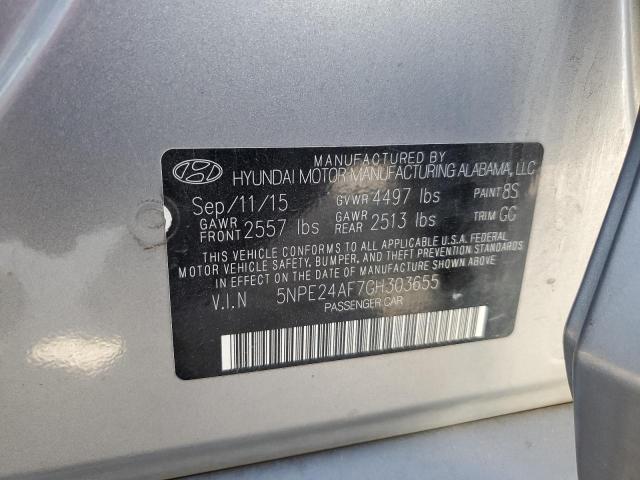 MANUFACTURED BY
HYUNDAI MOTOR MANUFACTURING ALABAMA, LLC
Sep/11/15 GVWR 4497 lbs PAINT 8S
GAWR FRONT 2557 lbs GAWR REAR 2513 lbs TRIM GG
THIS VEHICLE CONFORMS TO ALL APPLICABLE U.S.A. FEDERAL
MOTOR VEHICLE SAFETY, BUMPER, AND THEFT PREVENTION
STANDARDS IN EFFECT ON THE DATE OF MANUFACTURE SHOWN ABOVE.
V.I.N 5NPE24AF7GH303655
PASSENGER CAR